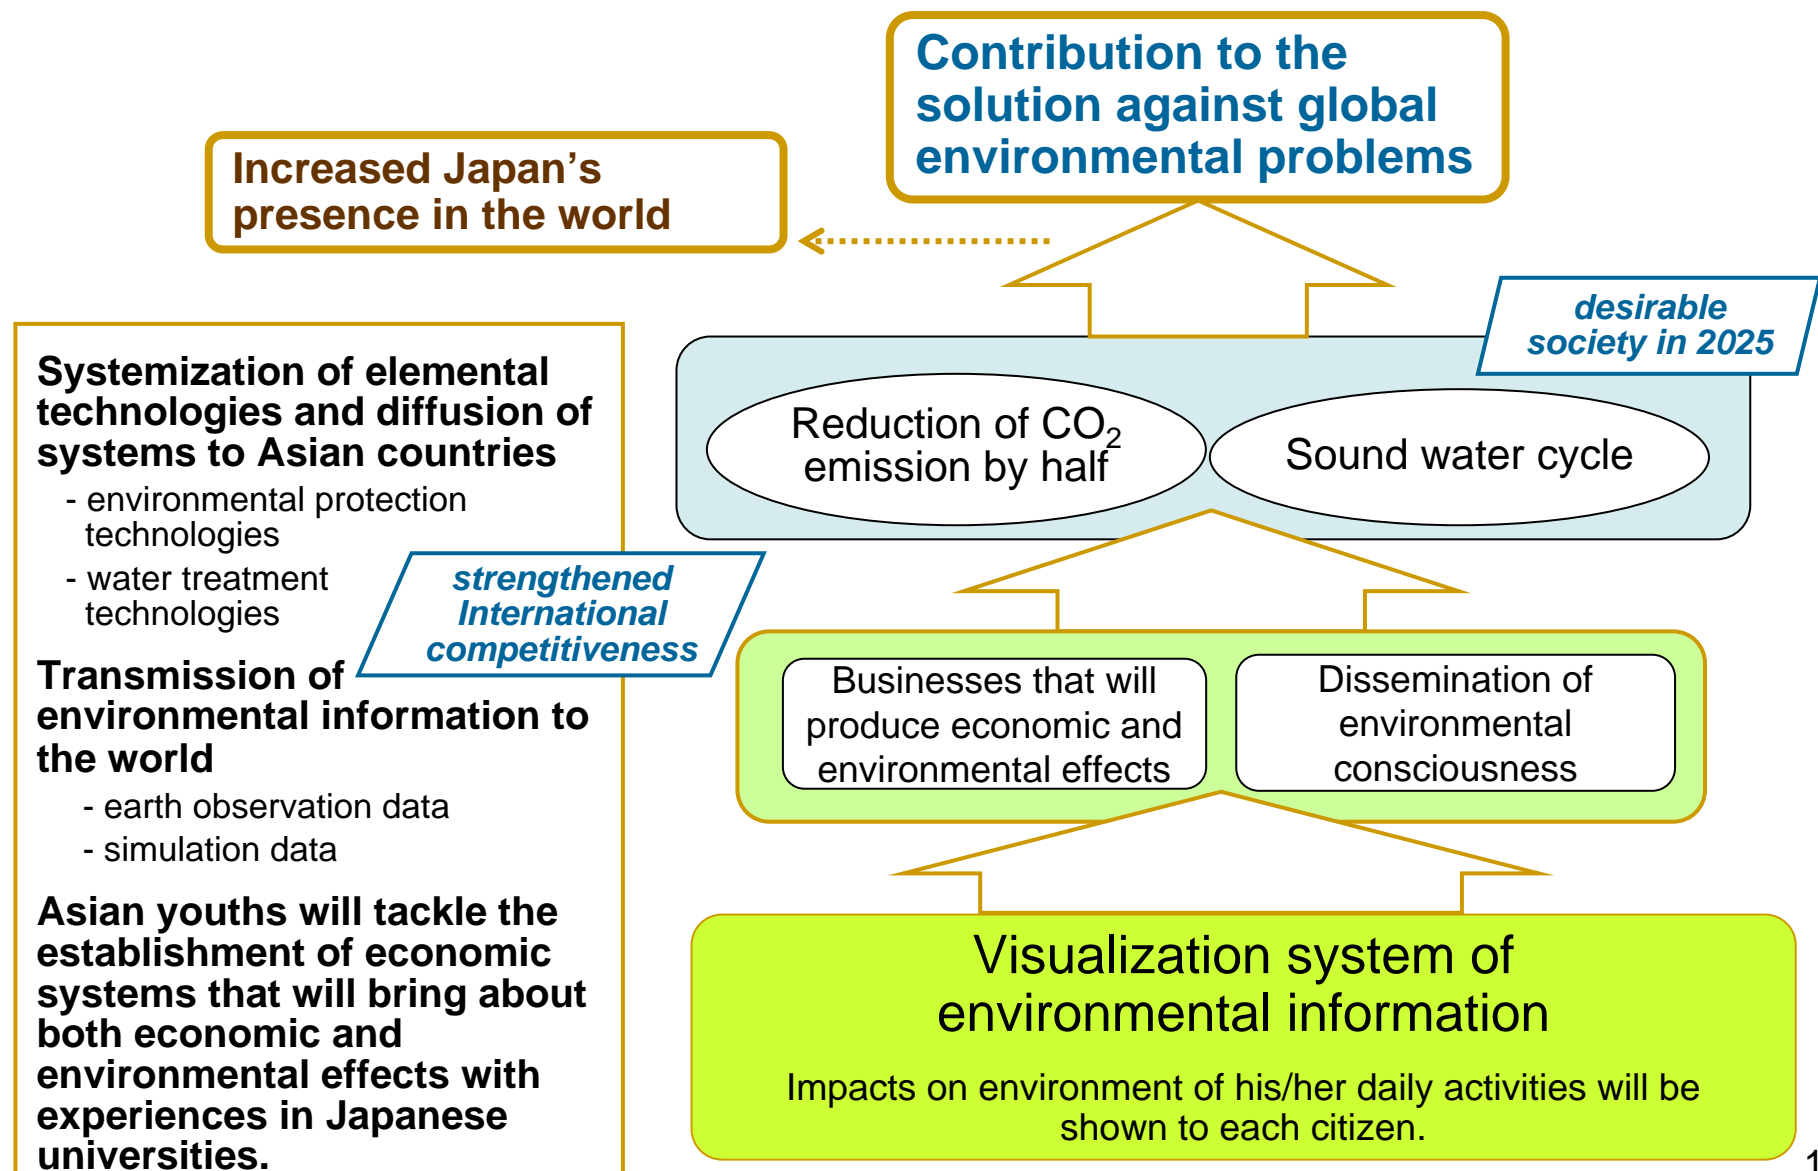 Contribution to the
solution against global
environmental problems
Increased Japan’s
presence in the world
desirable
society in 2025
Systemization of elemental
technologies and diffusion of
systems to Asian countries
- environmental protection
technologies
- water treatment
technologies
strengthened
International
competitiveness
Transmission of
environmental information to
the world
- earth observation data
- simulation data
Asian youths will tackle the
establishment of economic
systems that will bring about
both economic and
environmental effects with
experiences in Japanese
universities.
Reduction of CO₂
emission by half
Sound water cycle
Businesses that will
produce economic and
environmental effects
Dissemination of
environmental
consciousness
Visualization system of
environmental information
Impacts on environment of his/her daily activities will be
shown to each citizen.
1